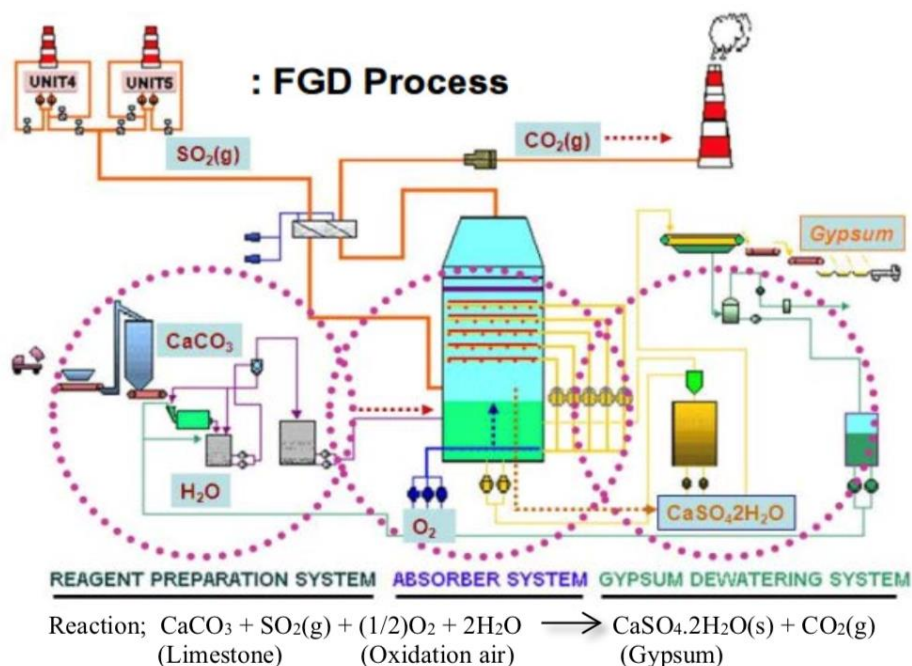 UNIT4 UNIT5
: FGD Process
CO₂(g)
SO₂(g)
Gypsum
CaCO₃
H₂O
O₂
CaSO₄2H₂O
REAGENT PREPARATION SYSTEM ABSORBER SYSTEM GYPSUM DEWATERING SYSTEM
Reaction; CaCO₃ + SO₂(g) + (1/2)O₂ + 2H₂O ⟶ CaSO₄.2H₂O(s) + CO₂(g)
(Limestone) (Oxidation air) (Gypsum)